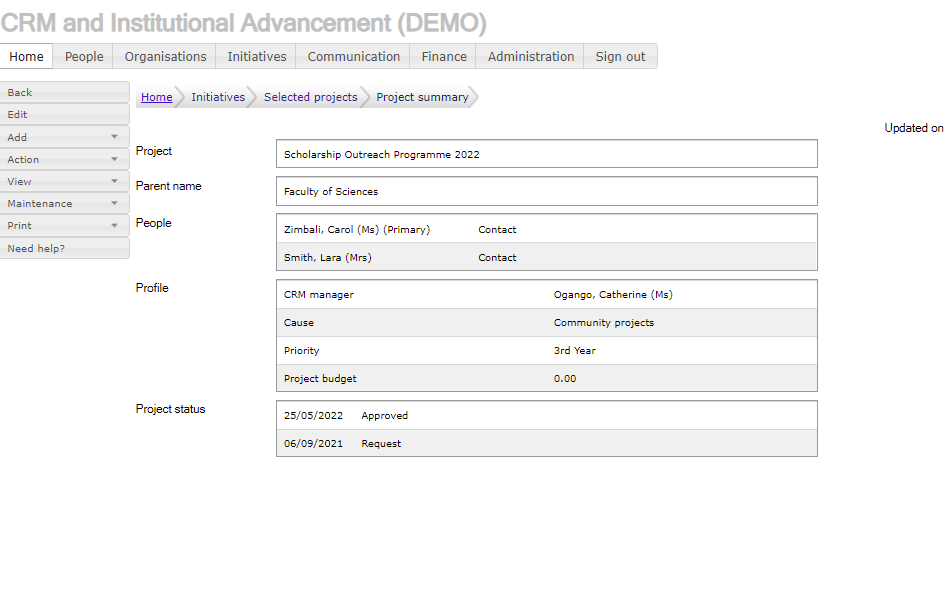 CRM and Institutional Advancement (DEMO)
Home People Organisations Initiatives Communication Finance Administration Sign out
Back
Edit
Add
Action
View
Maintenance
Print
Need help?
Home Initiatives Selected projects Project summary
Updated on
Project Scholarship Outreach Programme 2022
Parent name Faculty of Sciences
People Zimbali, Carol (Ms) (Primary) Contact
Smith, Lara (Mrs) Contact
Profile CRM manager Ogango, Catherine (Ms)
Cause Community projects
Priority 3rd Year
Project budget 0.00
Project status 25/05/2022 Approved
06/09/2021 Request